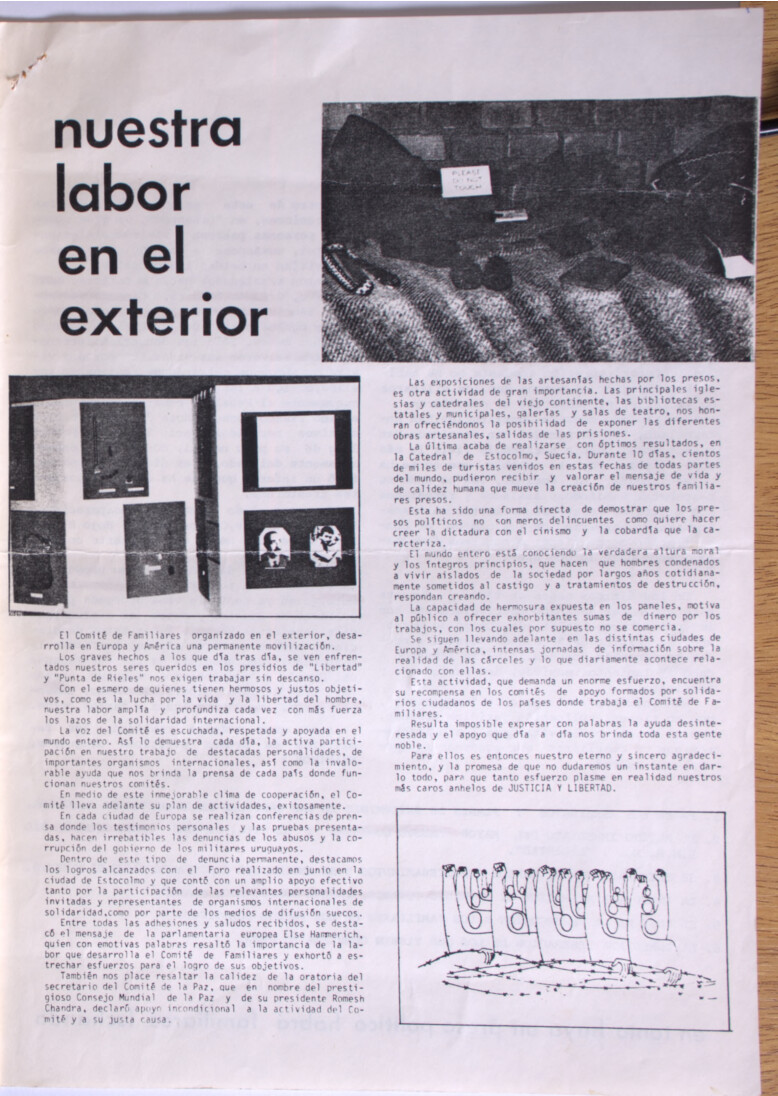 nuestra
labor
en el
exterior
PLEASE
DO NOT
TOUCH
El Comité de Familiares organizado en el exterior, desa-
rrolla en Europa y América una permanente movilización.
Los graves hechos a los que día tras día, se ven enfren-
tados nuestros seres queridos en los presidios de "Libertad"
y "Punta de Rieles" nos exigen trabajar sin descanso.
Con el esmero de quienes tienen hermosos y justos objeti-
vos, como es la lucha por la vida y la libertad del hombre,
nuestra labor amplía y profundiza cada vez con más fuerza
los lazos de la solidaridad internacional.
La voz del Comité es escuchada, respetada y apoyada en el
mundo entero. Así lo demuestra cada día, la activa partici-
pación en nuestro trabajo de destacadas personalidades, de
importantes organismos internacionales, así como la invalo-
rable ayuda que nos brinda la prensa de cada país donde fun-
cionan nuestros comités.
En medio de este inmejorable clima de cooperación, el Co-
mité lleva adelante su plan de actividades, exitosamente.
En cada ciudad de Europa se realizan conferencias de pren-
sa donde los testimonios personales y las pruebas presenta-
das, hacen irrebatibles las denuncias de los abusos y la co-
rrupción del gobierno de los militares uruguayos.
Dentro de este tipo de denuncia permanente, destacamos
los logros alcanzados con el Foro realizado en junio en la
ciudad de Estocolmo y que contó con un amplio apoyo efectivo
tanto por la participación de las relevantes personalidades
invitadas y representantes de organismos internacionales de
solidaridad,como por parte de los medios de difusión suecos.
Entre todas las adhesiones y saludos recibidos, se desta-
có el mensaje de la parlamentaria europea Else Hammerich,
quien con emotivas palabras resaltó la importancia de la la-
bor que desarrolla el Comité de Familiares y exhortó a es-
trechar esfuerzos para el logro de sus objetivos.
También nos place resaltar la calidez de la oratoria del
secretario del Comité de la Paz, que en nombre del presti-
gioso Consejo Mundial de la Paz y de su presidente Romesh
Chandra, declaró apoyo incondicional a la actividad del Co-
mité y a su justa causa.
Las exposiciones de las artesanías hechas por los presos,
es otra actividad de gran importancia. Las principales igle-
sias y catedrales del viejo continente, las bibliotecas es-
tatales y municipales, galerías y salas de teatro, nos hon-
ran ofreciéndonos la posibilidad de exponer las diferentes
obras artesanales, salidas de las prisiones.
La última acaba de realizarse con óptimos resultados, en
la Catedral de Estocolmo, Suecia. Durante 10 días, cientos
de miles de turistas venidos en estas fechas de todas partes
del mundo, pudieron recibir y valorar el mensaje de vida y
de calidez humana que mueve la creación de nuestros familia-
res presos.
Esta ha sido una forma directa de demostrar que los pre-
sos políticos no son meros delincuentes como quiere hacer
creer la dictadura con el cinismo y la cobardía que la ca-
racteriza.
El mundo entero está conociendo la verdadera altura moral
y los íntegros principios, que hacen que hombres condenados
a vivir aislados de la sociedad por largos años cotidiana-
mente sometidos al castigo y a tratamientos de destrucción,
respondan creando.
La capacidad de hermosura expuesta en los paneles, motiva
al público a ofrecer exhorbitantes sumas de dinero por los
trabajos, con los cuales por supuesto no se comercia.
Se siguen llevando adelante en las distintas ciudades de
Europa y América, intensas jornadas de información sobre la
realidad de las cárceles y lo que diariamente acontece rela-
cionado con ellas.
Esta actividad, que demanda un enorme esfuerzo, encuentra
su recompensa en los comités de apoyo formados por solida-
rios ciudadanos de los países donde trabaja el Comité de Fa-
miliares.
Resulta imposible expresar con palabras la ayuda desinte-
resada y el apoyo que día a día nos brinda toda esta gente
noble.
Para ellos es entonces nuestro eterno y sincero agradeci-
miento, y la promesa de que no dudaremos un instante en dar-
lo todo, para que tanto esfuerzo plasme en realidad nuestros
más caros anhelos de JUSTICIA Y LIBERTAD.